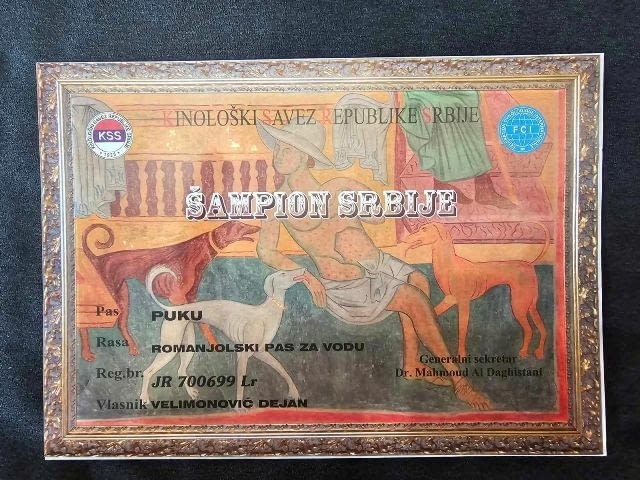 KINOLOŠKI SAVEZ REPUBLIKE SRBIJE
KSS
FCI
ŠAMPION SRBIJE
Pas PUKU
Rasa ROMANJOLSKI PAS ZA VODU
Reg.br. JR 700699 Lr
Vlasnik VELIMONOVIĆ DEJAN
Generalni sekretar
Dr. Mahmoud Al Daghistani